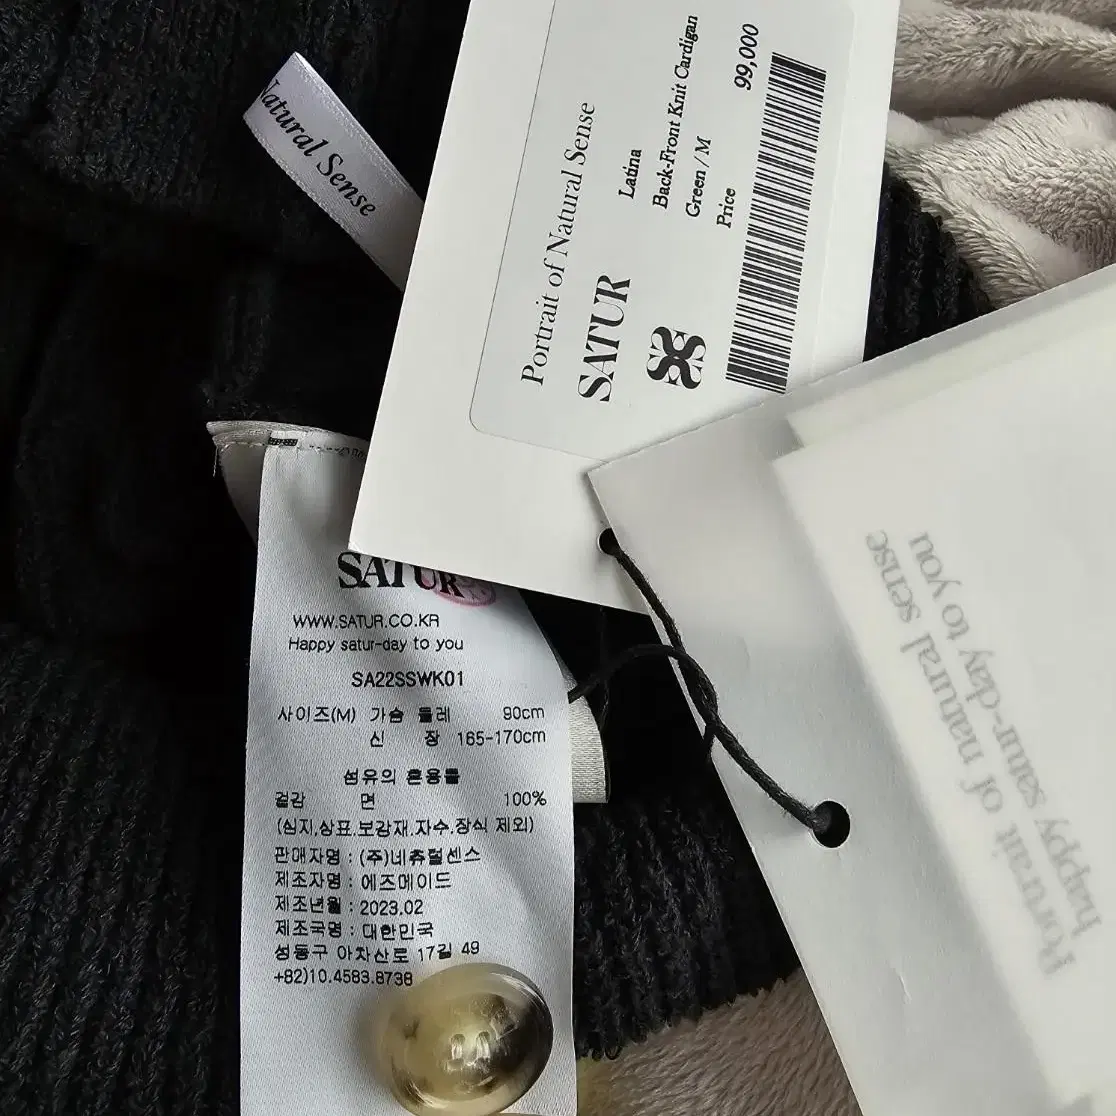 Natural Sense
Portrait of Natural Sense
SATUR
Latina
Back-Front Knit Cardigan
Green / M
Price
99,000
SATUR
WWW.SATUR.CO.KR
Happy satur-day to you
SA22SSWK01
사이즈(M) 가슴 둘레 90cm
신 장 165-170cm
섬유의 혼용률
겉감 면 100%
(심지.상표.보강재.자수.장식 제외)
판매자명 : (주)네츄럴센스
제조자명 : 에즈메이드
제조년월 : 2023.02
제조국명 : 대한민국
성동구 아차산로 17길 49
+82)10.4583.8738
Portrait of natural sense
happy satur-day to you